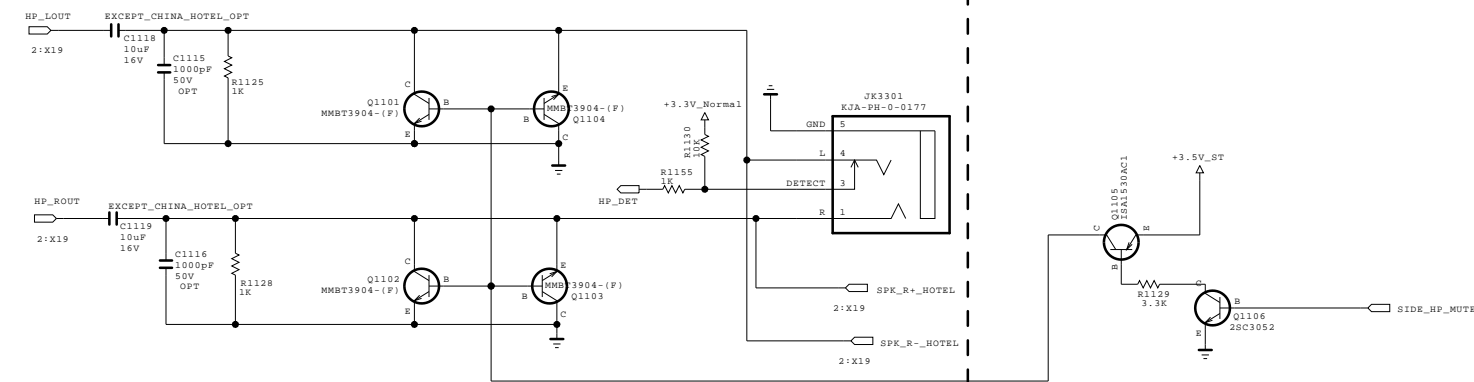 HP_LOUT
EXCEPT_CHINA_HOTEL_OPT
2:X19
C1118
10uF
16V
C1115
1000pF
50V
OPT
R1125
1K
C
Q1101
MMBT3904-(F)
B
E
E
MMBT3904-(F)
B
Q1104
C
+3.3V_Normal
R1130
10K
R1155
1K
HP_DET
JK3301
KJA-PH-0-0177
GND 5
L 4
DETECT 3
R 1
HP_ROUT
EXCEPT_CHINA_HOTEL_OPT
2:X19
C1119
10uF
16V
C1116
1000pF
50V
OPT
R1128
1K
C
Q1102
MMBT3904-(F)
B
E
E
MMBT3904-(F)
B
Q1103
C
SPK_R+_HOTEL
2:X19
SPK_R-_HOTEL
2:X19
Q1105
ISA1530AC1
C
E
B
+3.5V_ST
R1129
3.3K
C
B
Q1106
2SC3052
E
SIDE_HP_MUTE